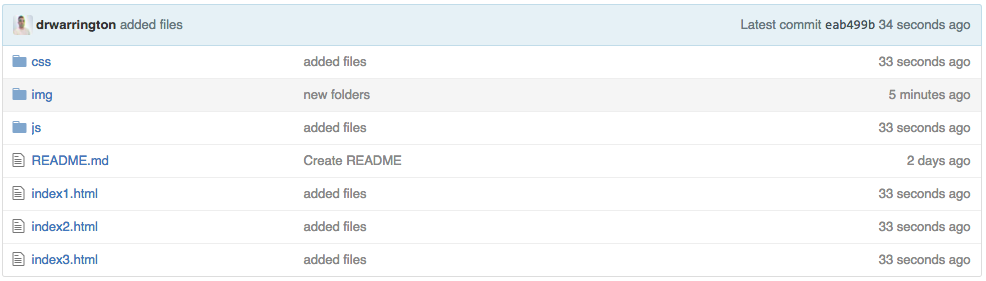 drwarrington added files Latest commit eab499b 34 seconds ago
css added files 33 seconds ago
img new folders 5 minutes ago
js added files 33 seconds ago
README.md Create README 2 days ago
index1.html added files 33 seconds ago
index2.html added files 33 seconds ago
index3.html added files 33 seconds ago